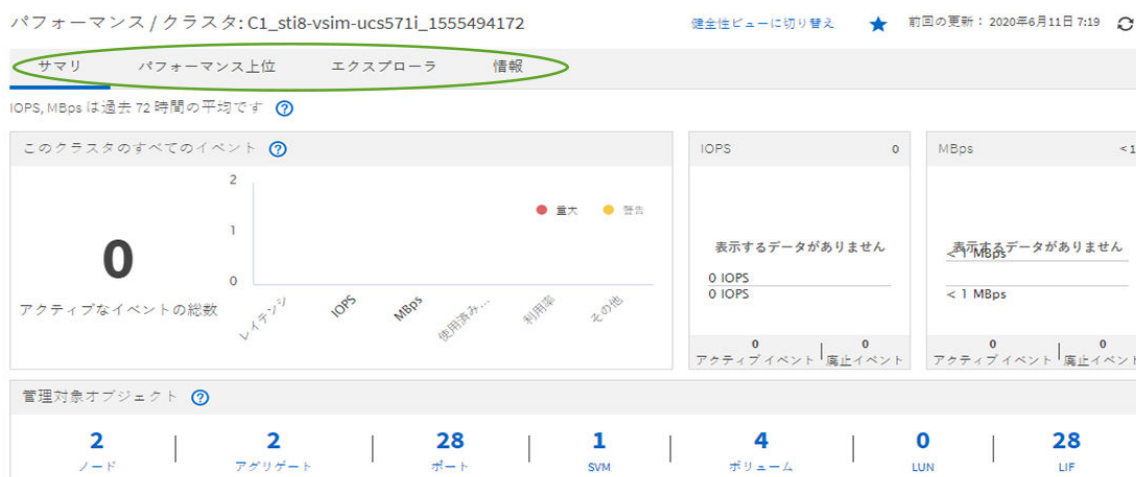 パフォーマンス / クラスタ: C1_sti8-vsim-ucs571i_1555494172 健全性ビューに切り替え 前回の更新： 2020年6月11日 7:19
サマリ パフォーマンス上位 エクスプローラ 情報
IOPS, MBps は過去 72 時間の平均です ?
このクラスタのすべてのイベント ?
2
1
0
重大 警告
0
アクティブなイベントの総数
レイテンシ IOPS MBps 使用済み... 利用率 その他
IOPS 0
表示するデータがありません
0 IOPS
0 IOPS
0 0
アクティブ イベント 廃止イベント
MBps <1
表示するデータがありません
< 1 MBps
< 1 MBps
0 0
アクティブ イベント 廃止イベント
管理対象オブジェクト ?
2 2 28 1 4 0 28
ノード アグリゲート ポート SVM ボリューム LUN LIF